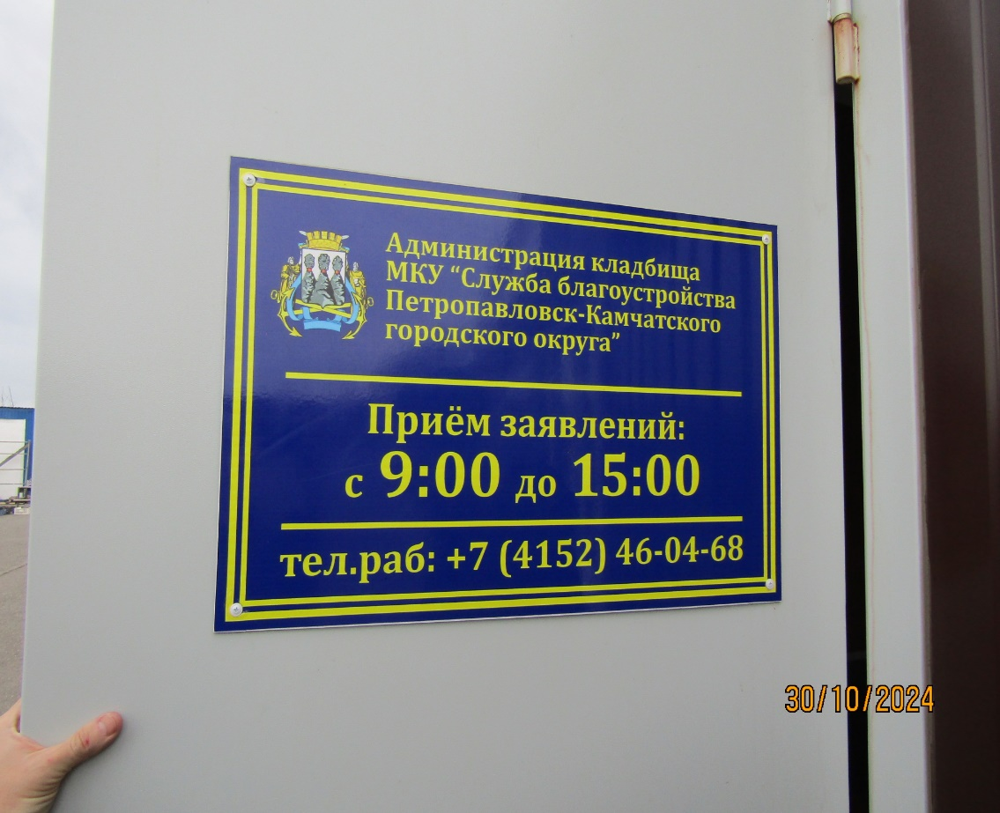 Администрация кладбища
МКУ “Служба благоустройства
Петропавловск-Камчатского
городского округа”
Приём заявлений:
с 9:00 до 15:00
тел.раб: +7 (4152) 46-04-68
30/10/2024